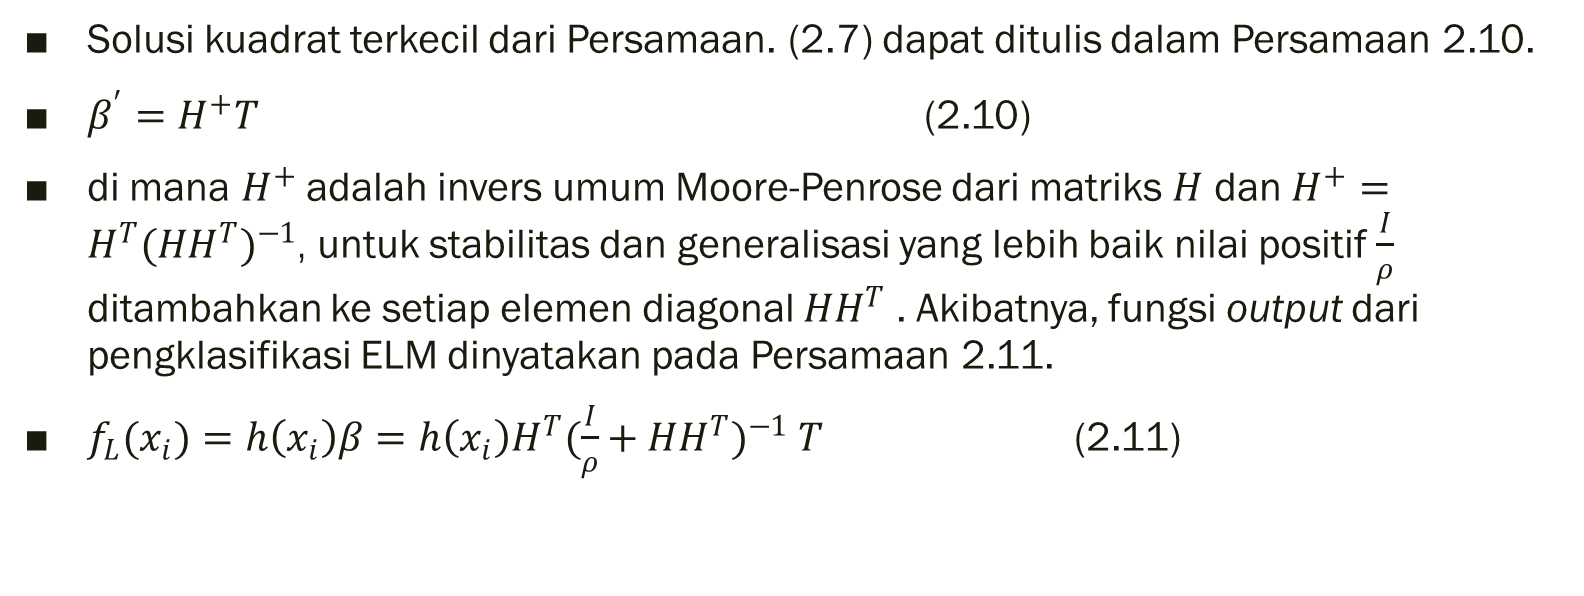 ▪ Solusi kuadrat terkecil dari Persamaan. (2.7) dapat ditulis dalam Persamaan 2.10.
▪ β′ = H⁺T (2.10)
▪ di mana H⁺ adalah invers umum Moore-Penrose dari matriks H dan H⁺ =
Hᵀ(HHᵀ)⁻¹, untuk stabilitas dan generalisasi yang lebih baik nilai positif I/ρ
ditambahkan ke setiap elemen diagonal HHᵀ . Akibatnya, fungsi output dari
pengklasifikasi ELM dinyatakan pada Persamaan 2.11.
▪ f_L(x_i) = h(x_i)β = h(x_i)Hᵀ(I/ρ + HHᵀ)⁻¹ T (2.11)